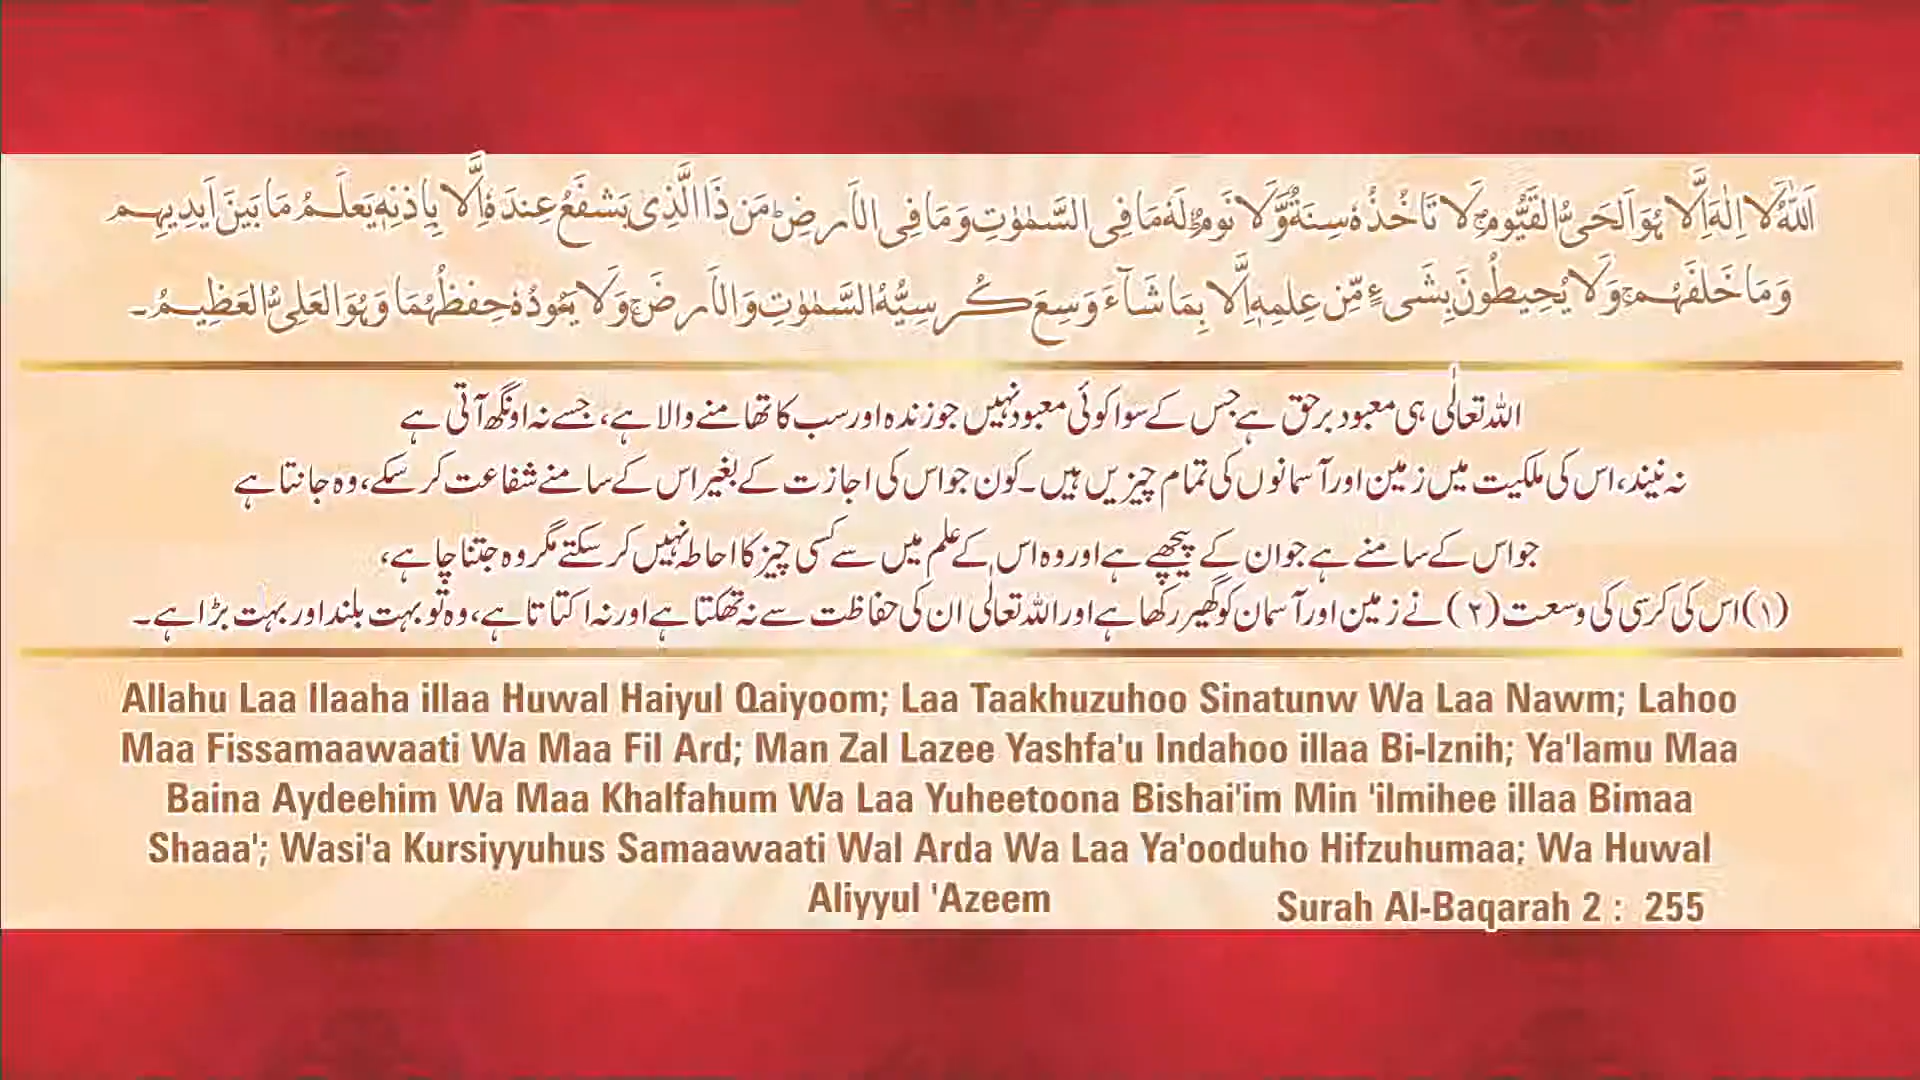 اَللّٰهُ لَا اِلٰهَ اِلَّا هُوَ اَلْحَیُّ الْقَیُّوْمُ ۚ لَا تَاْخُذُهٗ سِنَةٌ وَّلَا نَوْمٌ ؕ لَهٗ مَا فِی السَّمٰوٰتِ وَمَا فِی الْاَرْضِ ؕ مَنْ ذَا الَّذِیْ یَشْفَعُ عِنْدَهٗ اِلَّا بِاِذْنِهٖ یَعْلَمُ مَا بَیْنَ اَیْدِیْهِمْ
وَمَا خَلْفَهُمْ ۚ وَلَا یُحِیْطُوْنَ بِشَیْءٍ مِّنْ عِلْمِهٖ اِلَّا بِمَا شَآءَ وَسِعَ كُرْسِیُّهُ السَّمٰوٰتِ وَالْاَرْضَ ۚ وَلَا یَـُٔوْدُهٗ حِفْظُهُمَا وَهُوَ الْعَلِیُّ الْعَظِیْمُ۔
اللہ تعالٰی ہی معبود برحق ہے جس کے سوا کوئی معبود نہیں جو زندہ اور سب کا تھامنے والا ہے، جسے نہ اونگھ آتی ہے
نہ نیند، اس کی ملکیت میں زمین اور آسمانوں کی تمام چیزیں ہیں۔ کون جو اس کی اجازت کے بغیر اس کے سامنے شفاعت کر سکے، وہ جانتا ہے
جو اس کے سامنے ہے جو ان کے پیچھے ہے اور وہ اس کے علم میں سے کسی چیز کا احاطہ نہیں کر سکتے مگر وہ جتنا چاہے،
(۱) اس کی کرسی کی وسعت (۲) نے زمین اور آسمان کو گھیر رکھا ہے اور اللہ تعالٰی ان کی حفاظت سے نہ تھکتا ہے اور نہ اکتاتا ہے، وہ تو بہت بلند اور بہت بڑا ہے۔
Allahu Laa Ilaaha illaa Huwal Haiyul Qaiyoom; Laa Taakhuzuhoo Sinatunw Wa Laa Nawm; Lahoo
Maa Fissamaawaati Wa Maa Fil Ard; Man Zal Lazee Yashfa'u Indahoo illaa Bi-Iznih; Ya'lamu Maa
Baina Aydeehim Wa Maa Khalfahum Wa Laa Yuheetoona Bishai'im Min 'ilmihee illaa Bimaa
Shaaa'; Wasi'a Kursiyyuhus Samaawaati Wal Arda Wa Laa Ya'ooduho Hifzuhumaa; Wa Huwal
Aliyyul 'Azeem
Surah Al-Baqarah 2 : 255